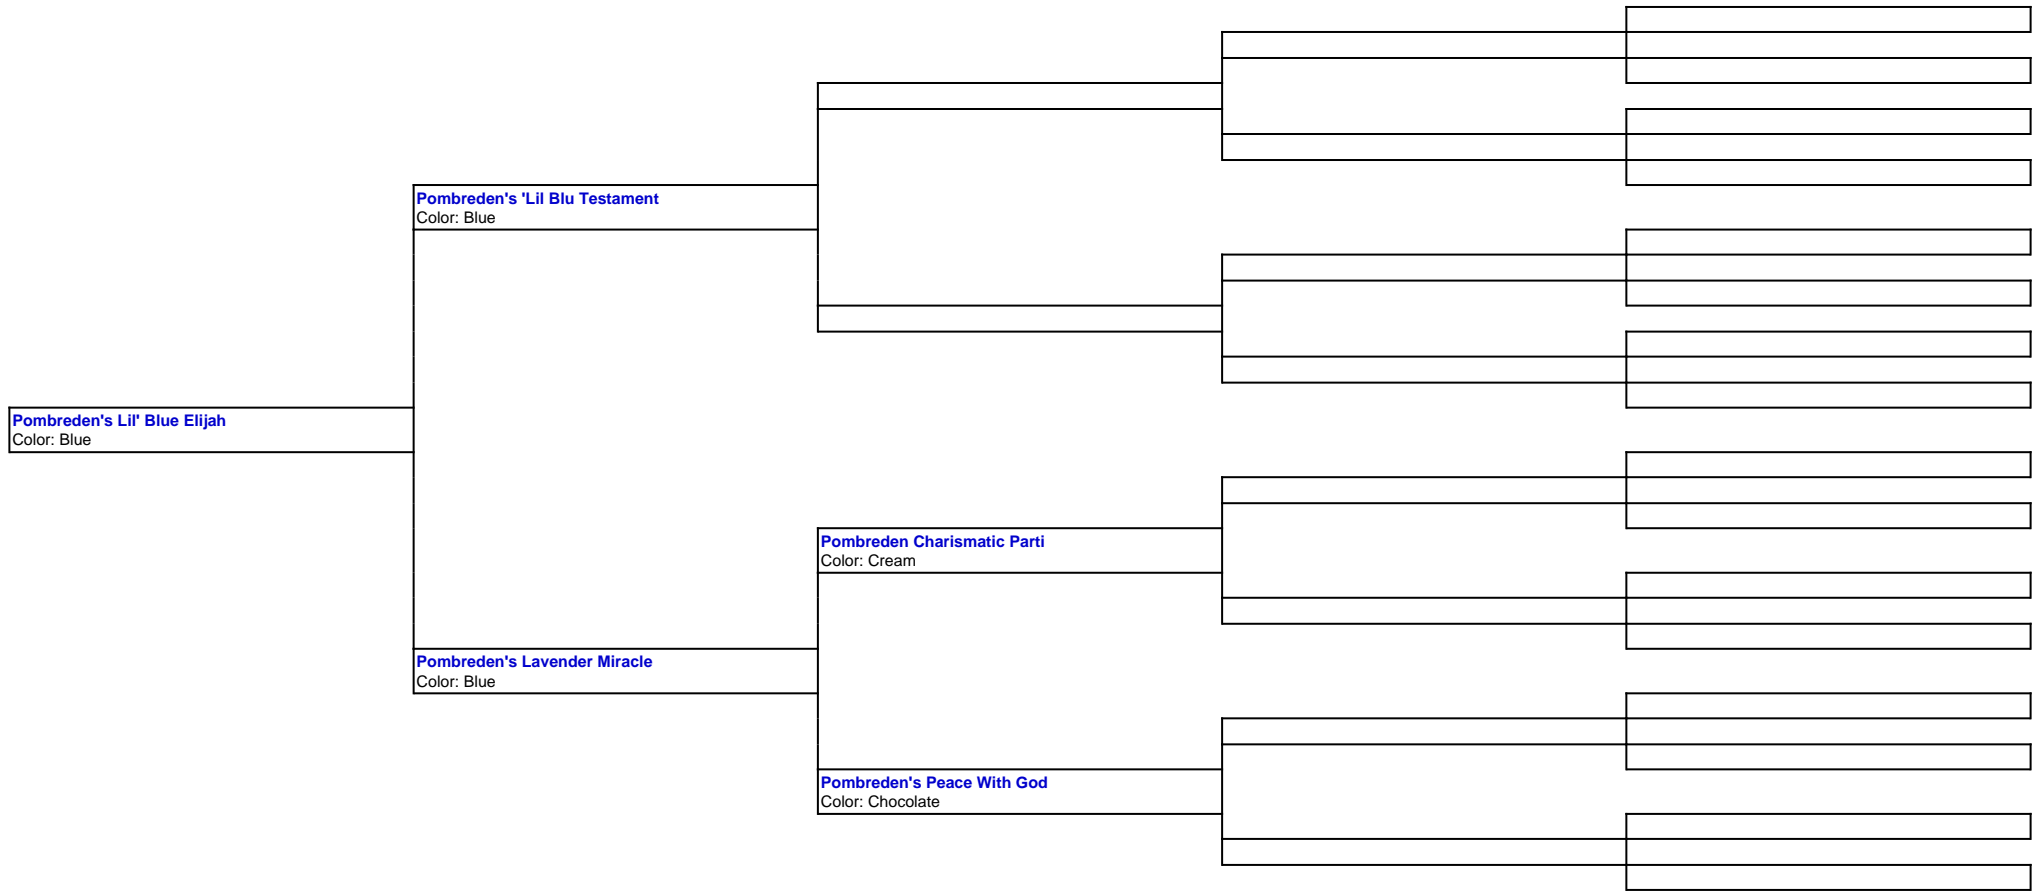 Pombreden's 'Lil Blu Testament
Color: Blue
Pombreden's Lil' Blue Elijah
Color: Blue
Pombreden Charismatic Parti
Color: Cream
Pombreden's Lavender Miracle
Color: Blue
Pombreden's Peace With God
Color: Chocolate